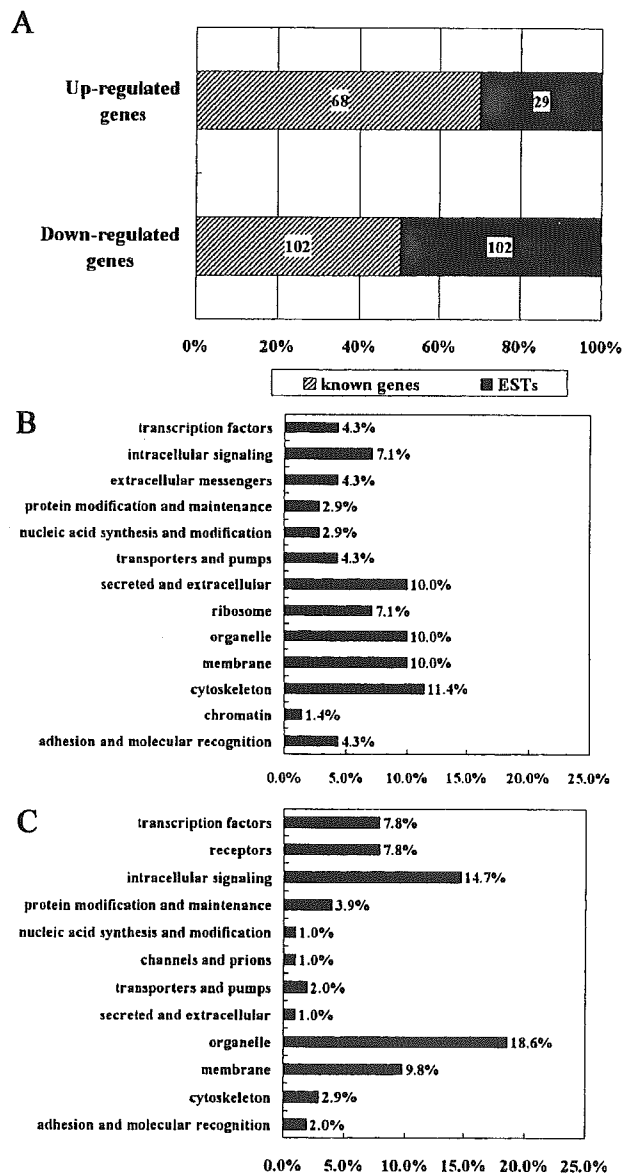 A
Up-regulated
genes
68
29
Down-regulated
genes
102
102
0% 20% 40% 60% 80% 100%
known genes ESTs
B
transcription factors 4.3%
intracellular signaling 7.1%
extracellular messengers 4.3%
protein modification and maintenance 2.9%
nucleic acid synthesis and modification 2.9%
transporters and pumps 4.3%
secreted and extracellular 10.0%
ribosome 7.1%
organelle 10.0%
membrane 10.0%
cytoskeleton 11.4%
chromatin 1.4%
adhesion and molecular recognition 4.3%
0.0% 5.0% 10.0% 15.0% 20.0% 25.0%
C
transcription factors 7.8%
receptors 7.8%
intracellular signaling 14.7%
protein modification and maintenance 3.9%
nucleic acid synthesis and modification 1.0%
channels and prions 1.0%
transporters and pumps 2.0%
secreted and extracellular 1.0%
organelle 18.6%
membrane 9.8%
cytoskeleton 2.9%
adhesion and molecular recognition 2.0%
0.0% 5.0% 10.0% 15.0% 20.0% 25.0%